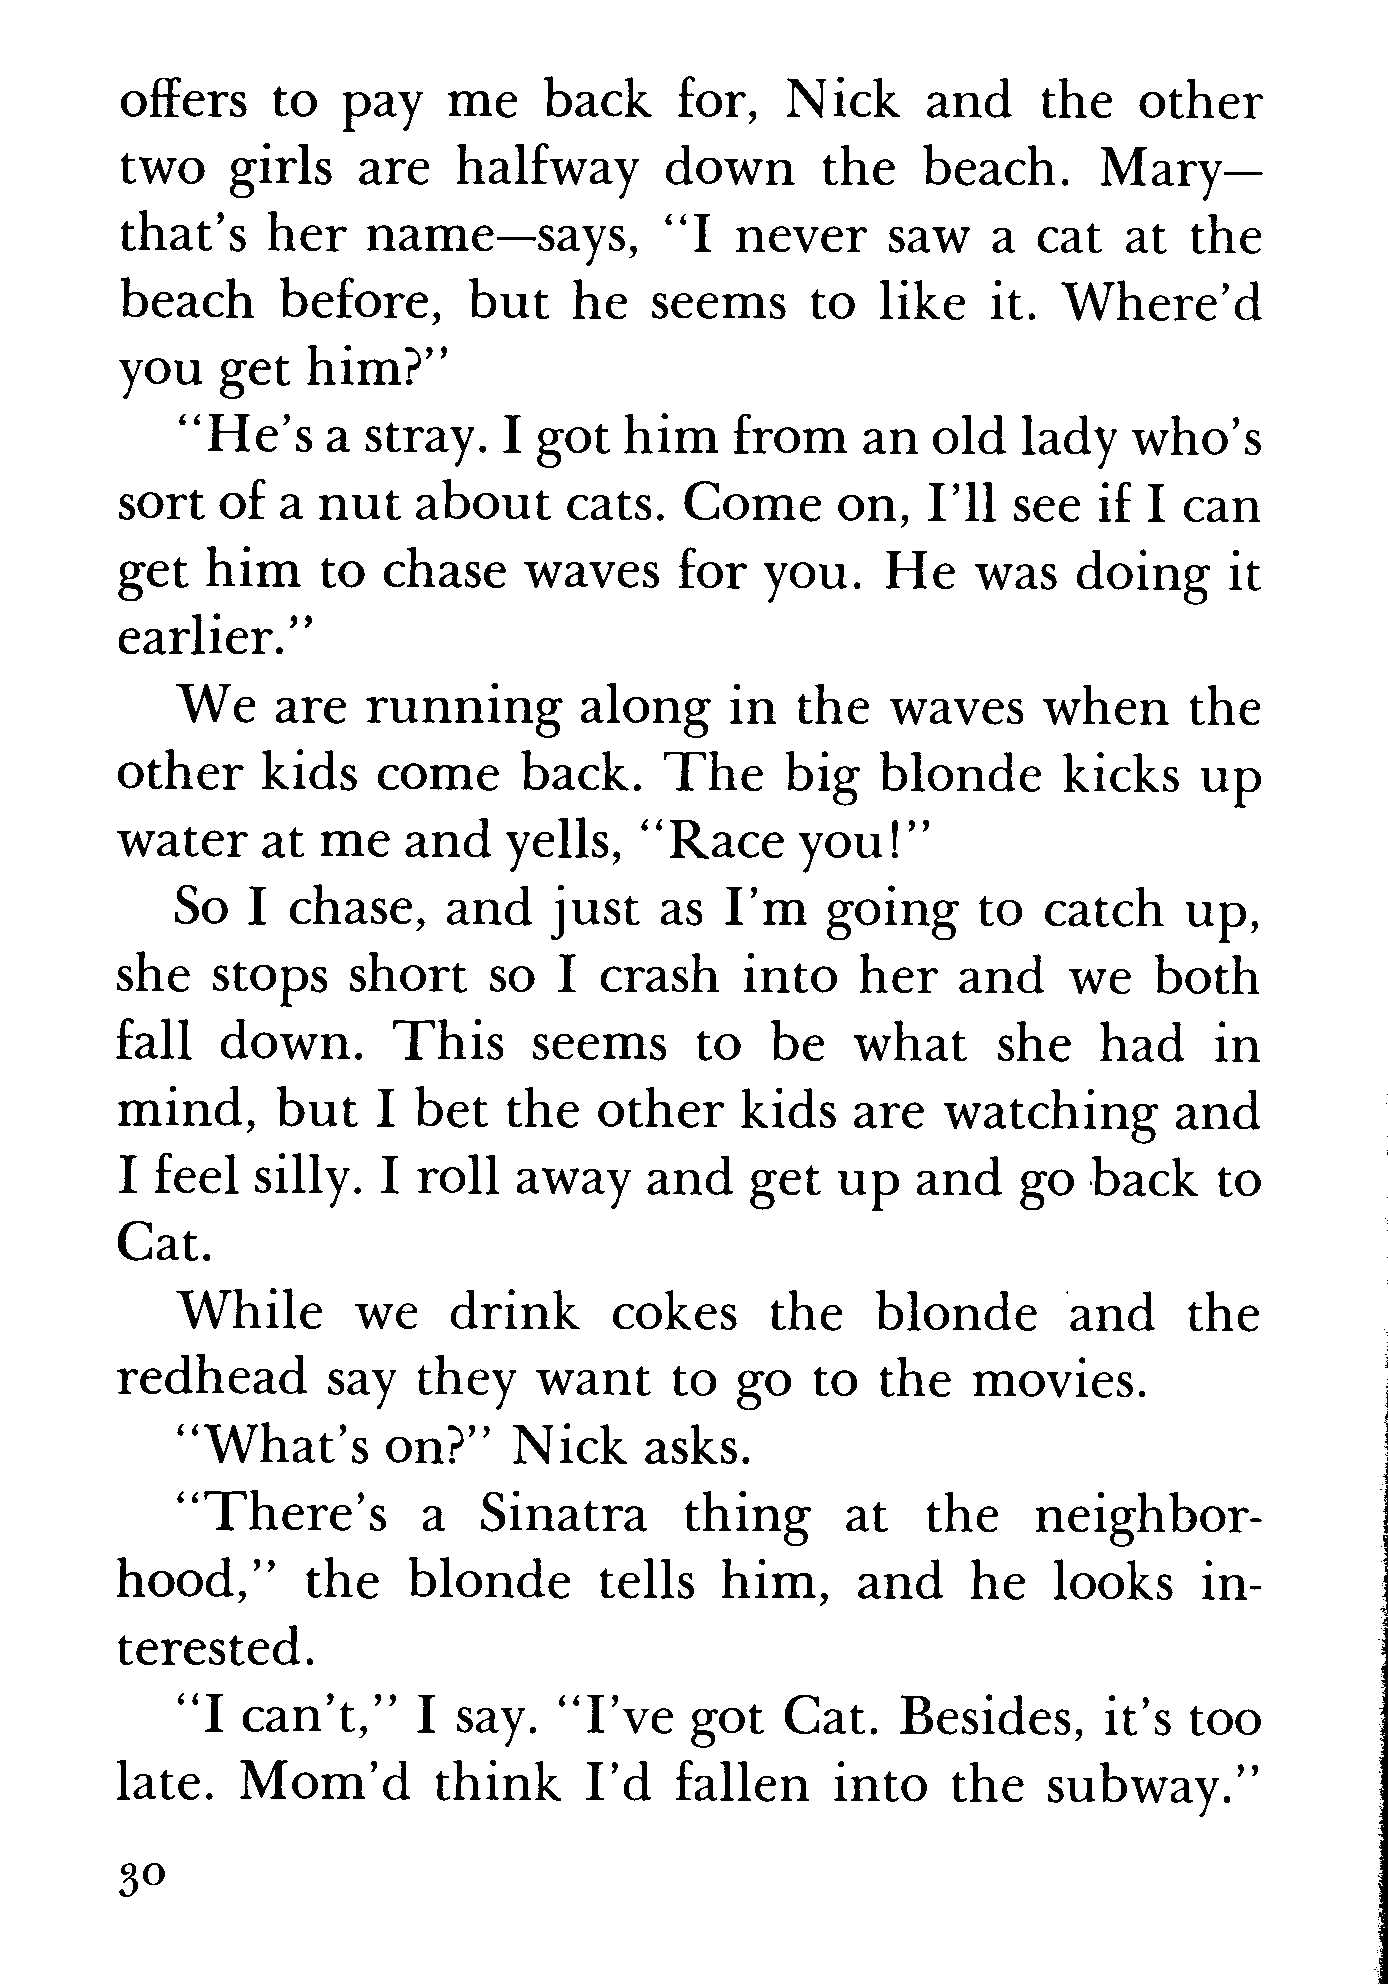 offers to pay me back for, Nick and the other
two girls are halfway down the beach. Mary—
that's her name—says, "I never saw a cat at the
beach before, but he seems to like it. Where'd
you get him?"
"He's a stray. I got him from an old lady who's
sort of a nut about cats. Come on, I'll see if I can
get him to chase waves for you. He was doing it
earlier."
We are running along in the waves when the
other kids come back. The big blonde kicks up
water at me and yells, "Race you!"
So I chase, and just as I'm going to catch up,
she stops short so I crash into her and we both
fall down. This seems to be what she had in
mind, but I bet the other kids are watching and
I feel silly. I roll away and get up and go back to
Cat.
While we drink cokes the blonde and the
redhead say they want to go to the movies.
"What's on?" Nick asks.
"There's a Sinatra thing at the neighbor-
hood," the blonde tells him, and he looks in-
terested.
"I can't," I say. "I've got Cat. Besides, it's too
late. Mom'd think I'd fallen into the subway."
30